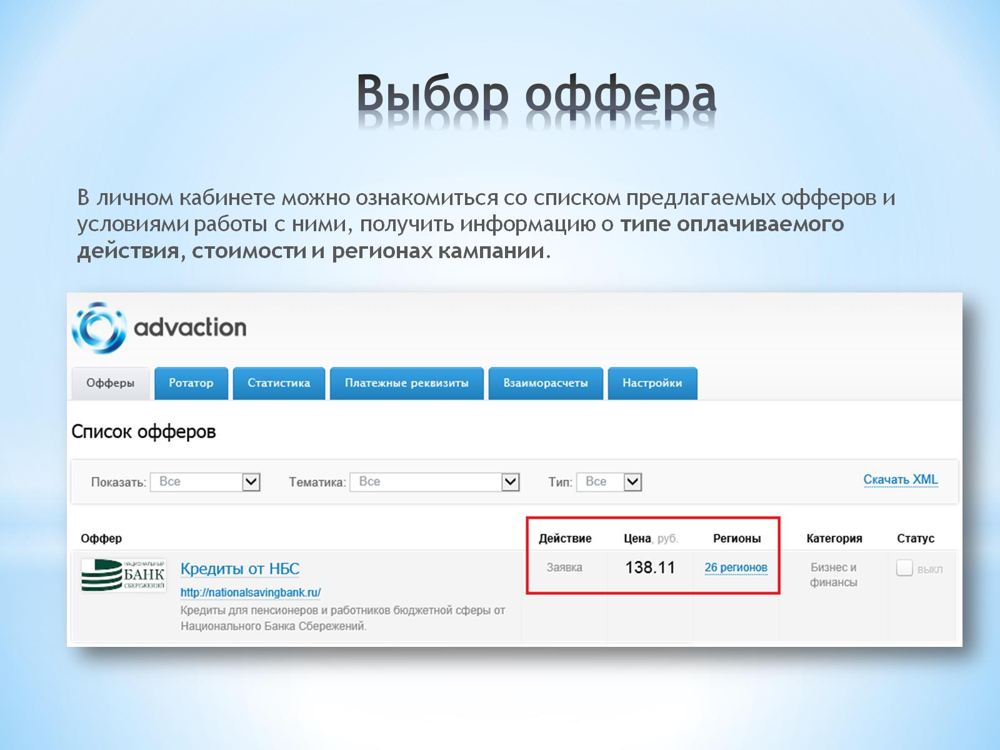 Выбор оффера
В личном кабинете можно ознакомиться со списком предлагаемых офферов и
условиями работы с ними, получить информацию о типе оплачиваемого
действия, стоимости и регионах кампании.
advaction
Офферы Ротатор Статистика Платежные реквизиты Взаиморасчеты Настройки
Список офферов
Показать: Все Тематика: Все Тип: Все Скачать XML
Оффер Действие Цена, руб. Регионы Категория Статус
НАЦИОНАЛЬНЫЙ
БАНК
СБЕРЕЖЕНИЙ
Кредиты от НБС Заявка 138.11 26 регионов Бизнес и
финансы выкл
http://nationalsavingbank.ru/
Кредиты для пенсионеров и работников бюджетной сферы от
Национального Банка Сбережений.